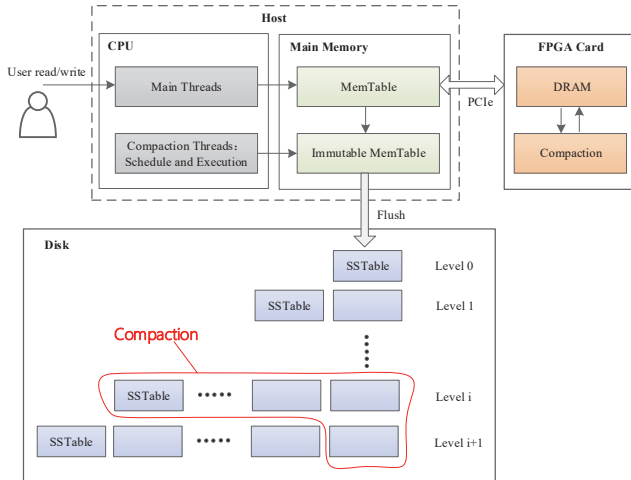 Host
CPU
Main Memory
FPGA Card
User read/write
Main Threads
MemTable
PCIe
DRAM
Compaction Threads:
Schedule and Execution
Immutable MemTable
Compaction
Flush
Disk
SSTable
Level 0
SSTable
Level 1
Compaction
SSTable
Level i
SSTable
Level i+1